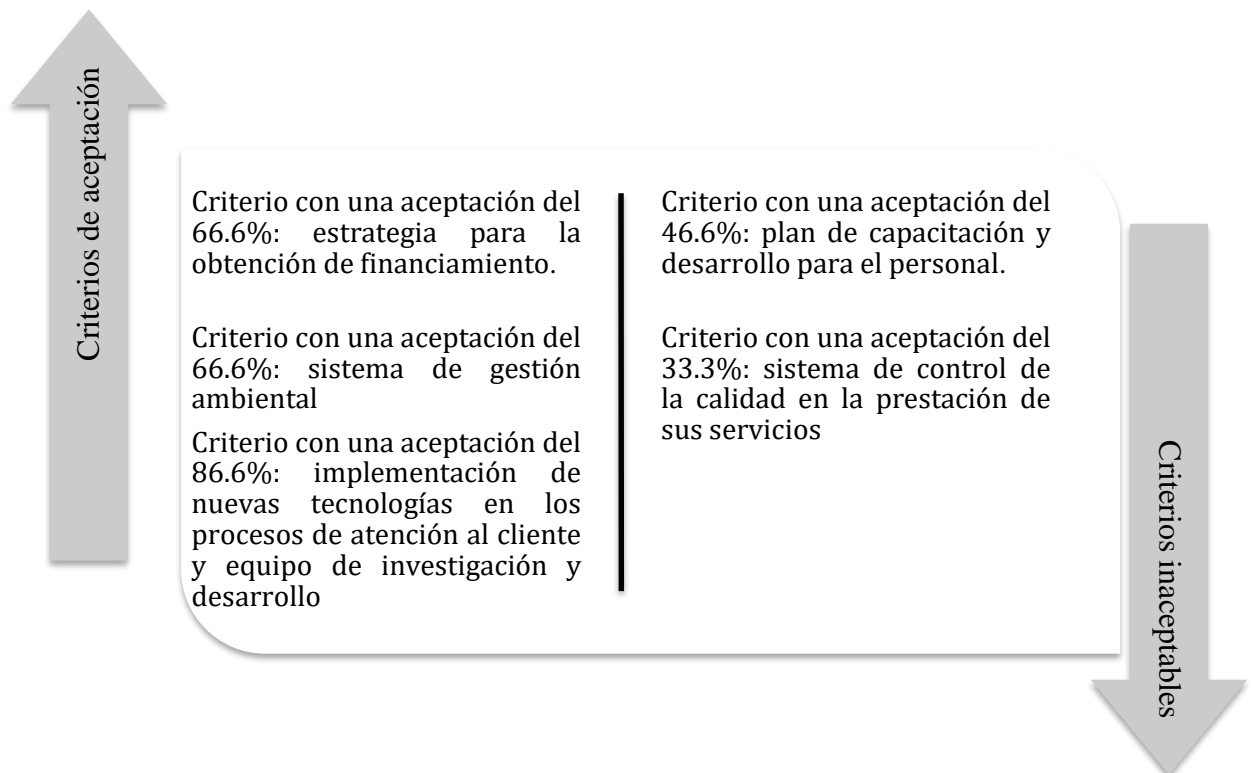 Criterios de aceptación
Criterio con una aceptación del
66.6%: estrategia para la
obtención de financiamiento.
Criterio con una aceptación del
66.6%: sistema de gestión
ambiental
Criterio con una aceptación del
86.6%: implementación de
nuevas tecnologías en los
procesos de atención al cliente
y equipo de investigación y
desarrollo
Criterio con una aceptación del
46.6%: plan de capacitación y
desarrollo para el personal.
Criterio con una aceptación del
33.3%: sistema de control de
la calidad en la prestación de
sus servicios
Criterios inaceptables